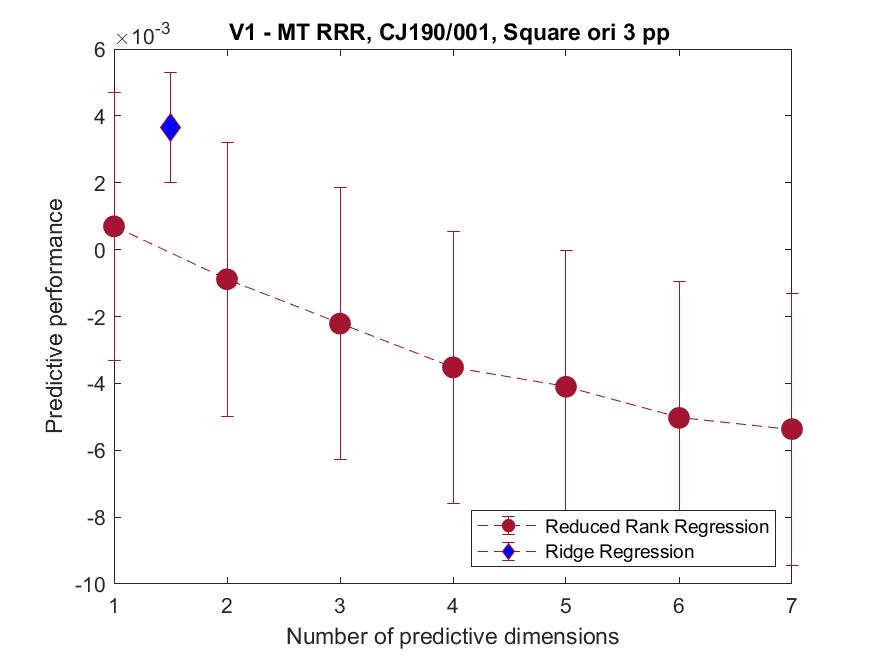 ×10⁻³
V1 - MT RRR, CJ190/001, Square ori 3 pp
6
4
2
0
-2
-4
-6
-8
-10
Predictive performance
Reduced Rank Regression
Ridge Regression
1 2 3 4 5 6 7
Number of predictive dimensions